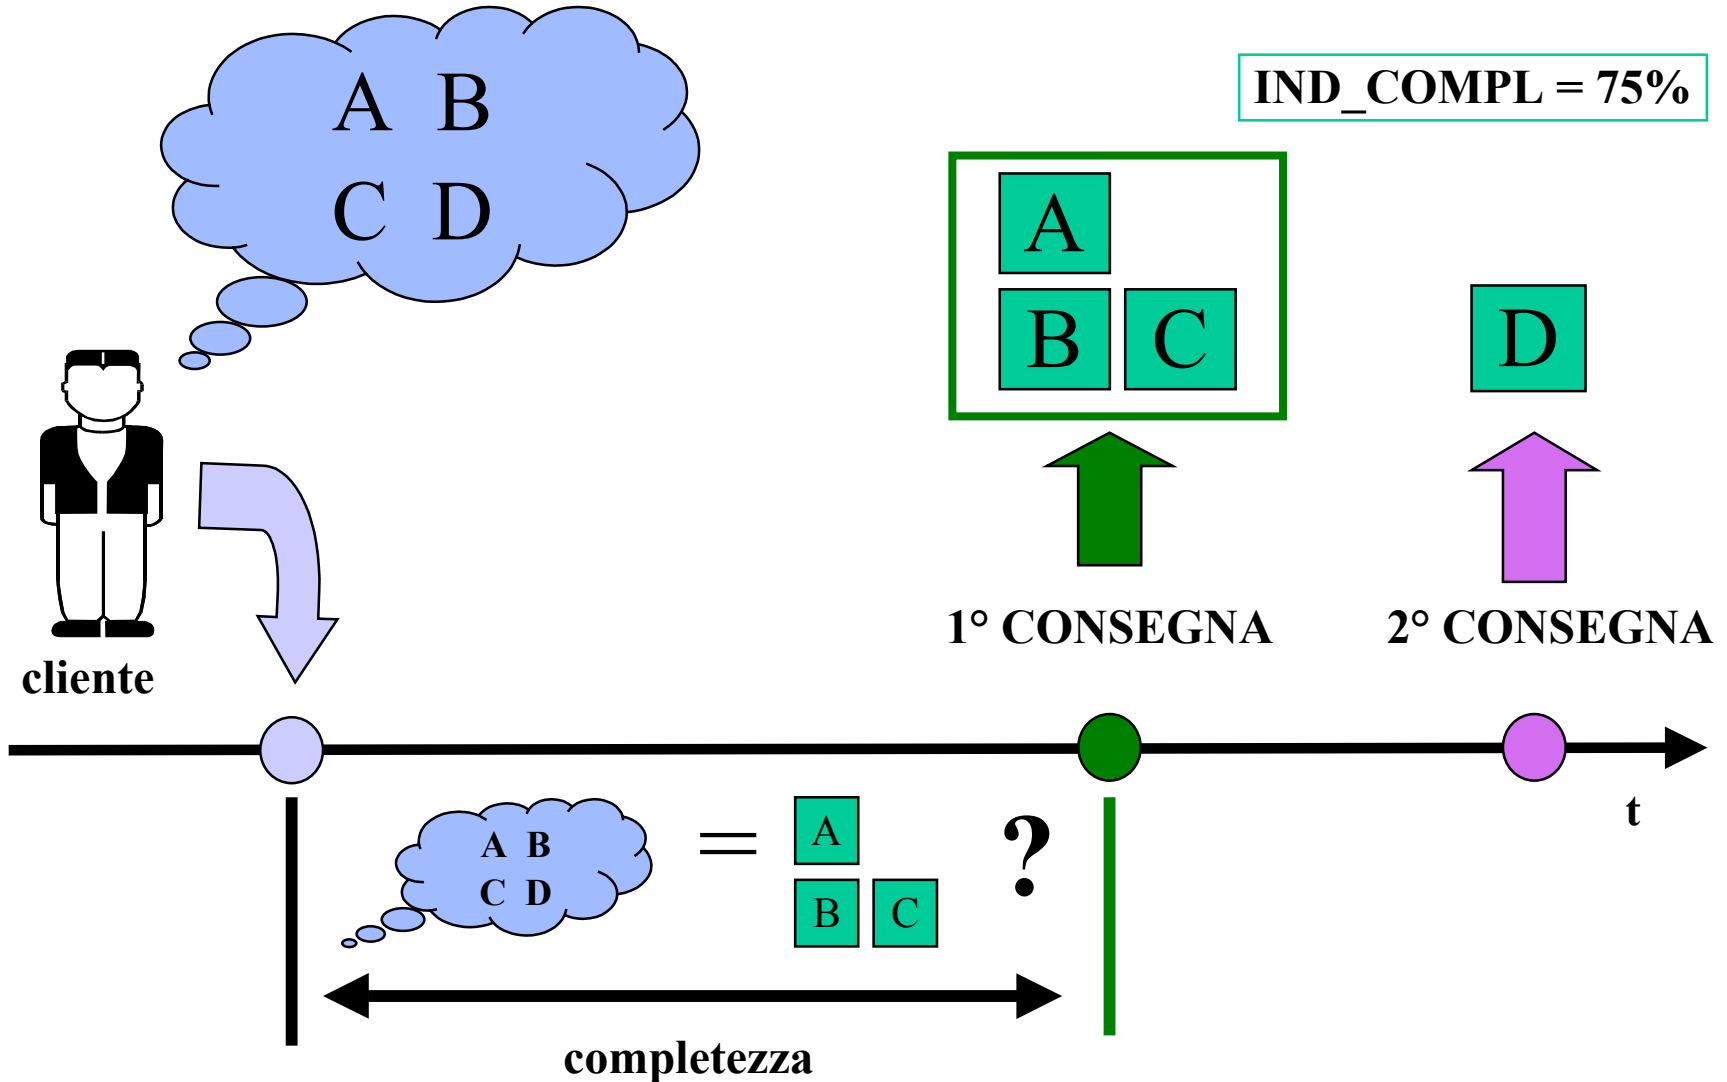 A B
C D
IND_COMPL = 75%
A
B C
D
1° CONSEGNA
2° CONSEGNA
cliente
t
A B
C D
=
A
B C
?
completezza